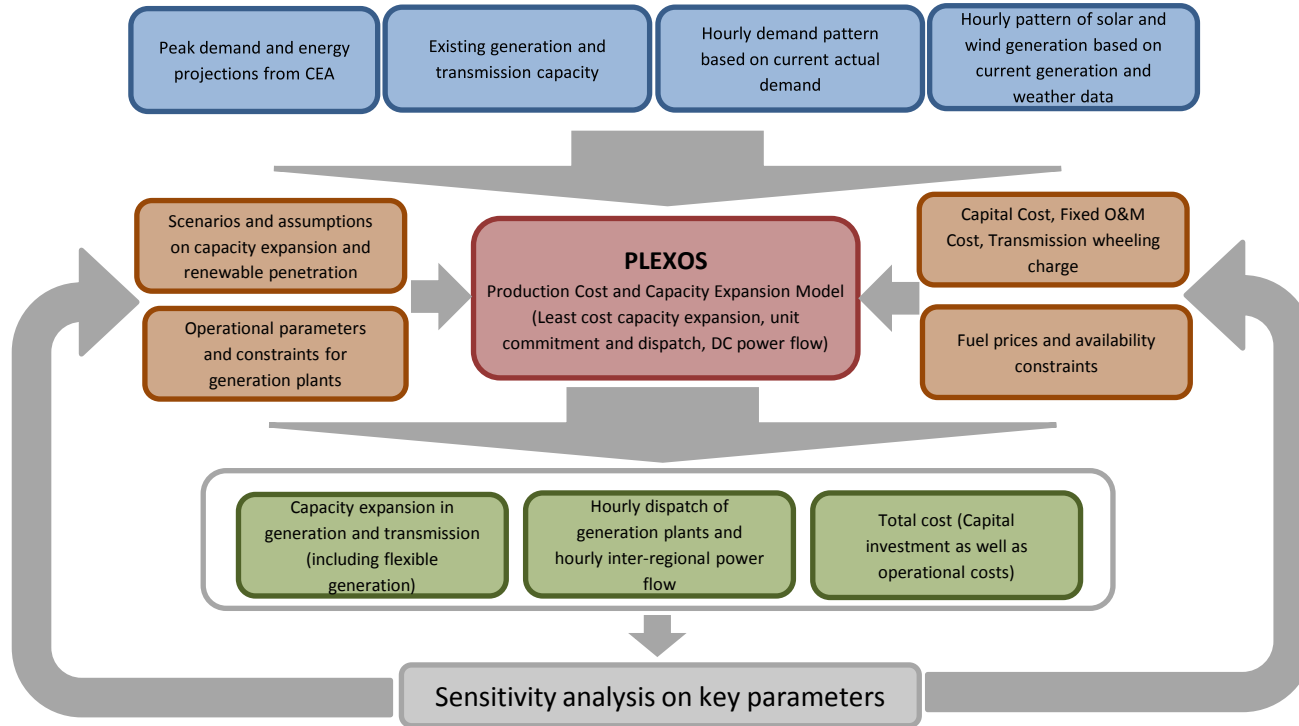 Peak demand and energy
projections from CEA
Existing generation and
transmission capacity
Hourly demand pattern
based on current actual
demand
Hourly pattern of solar and
wind generation based on
current generation and
weather data
Scenarios and assumptions
on capacity expansion and
renewable penetration
Operational parameters
and constraints for
generation plants
PLEXOS
Production Cost and Capacity Expansion Model
(Least cost capacity expansion, unit
commitment and dispatch, DC power flow)
Capital Cost, Fixed O&M
Cost, Transmission wheeling
charge
Fuel prices and availability
constraints
Capacity expansion in
generation and transmission
(including flexible
generation)
Hourly dispatch of
generation plants and
hourly inter-regional power
flow
Total cost (Capital
investment as well as
operational costs)
Sensitivity analysis on key parameters